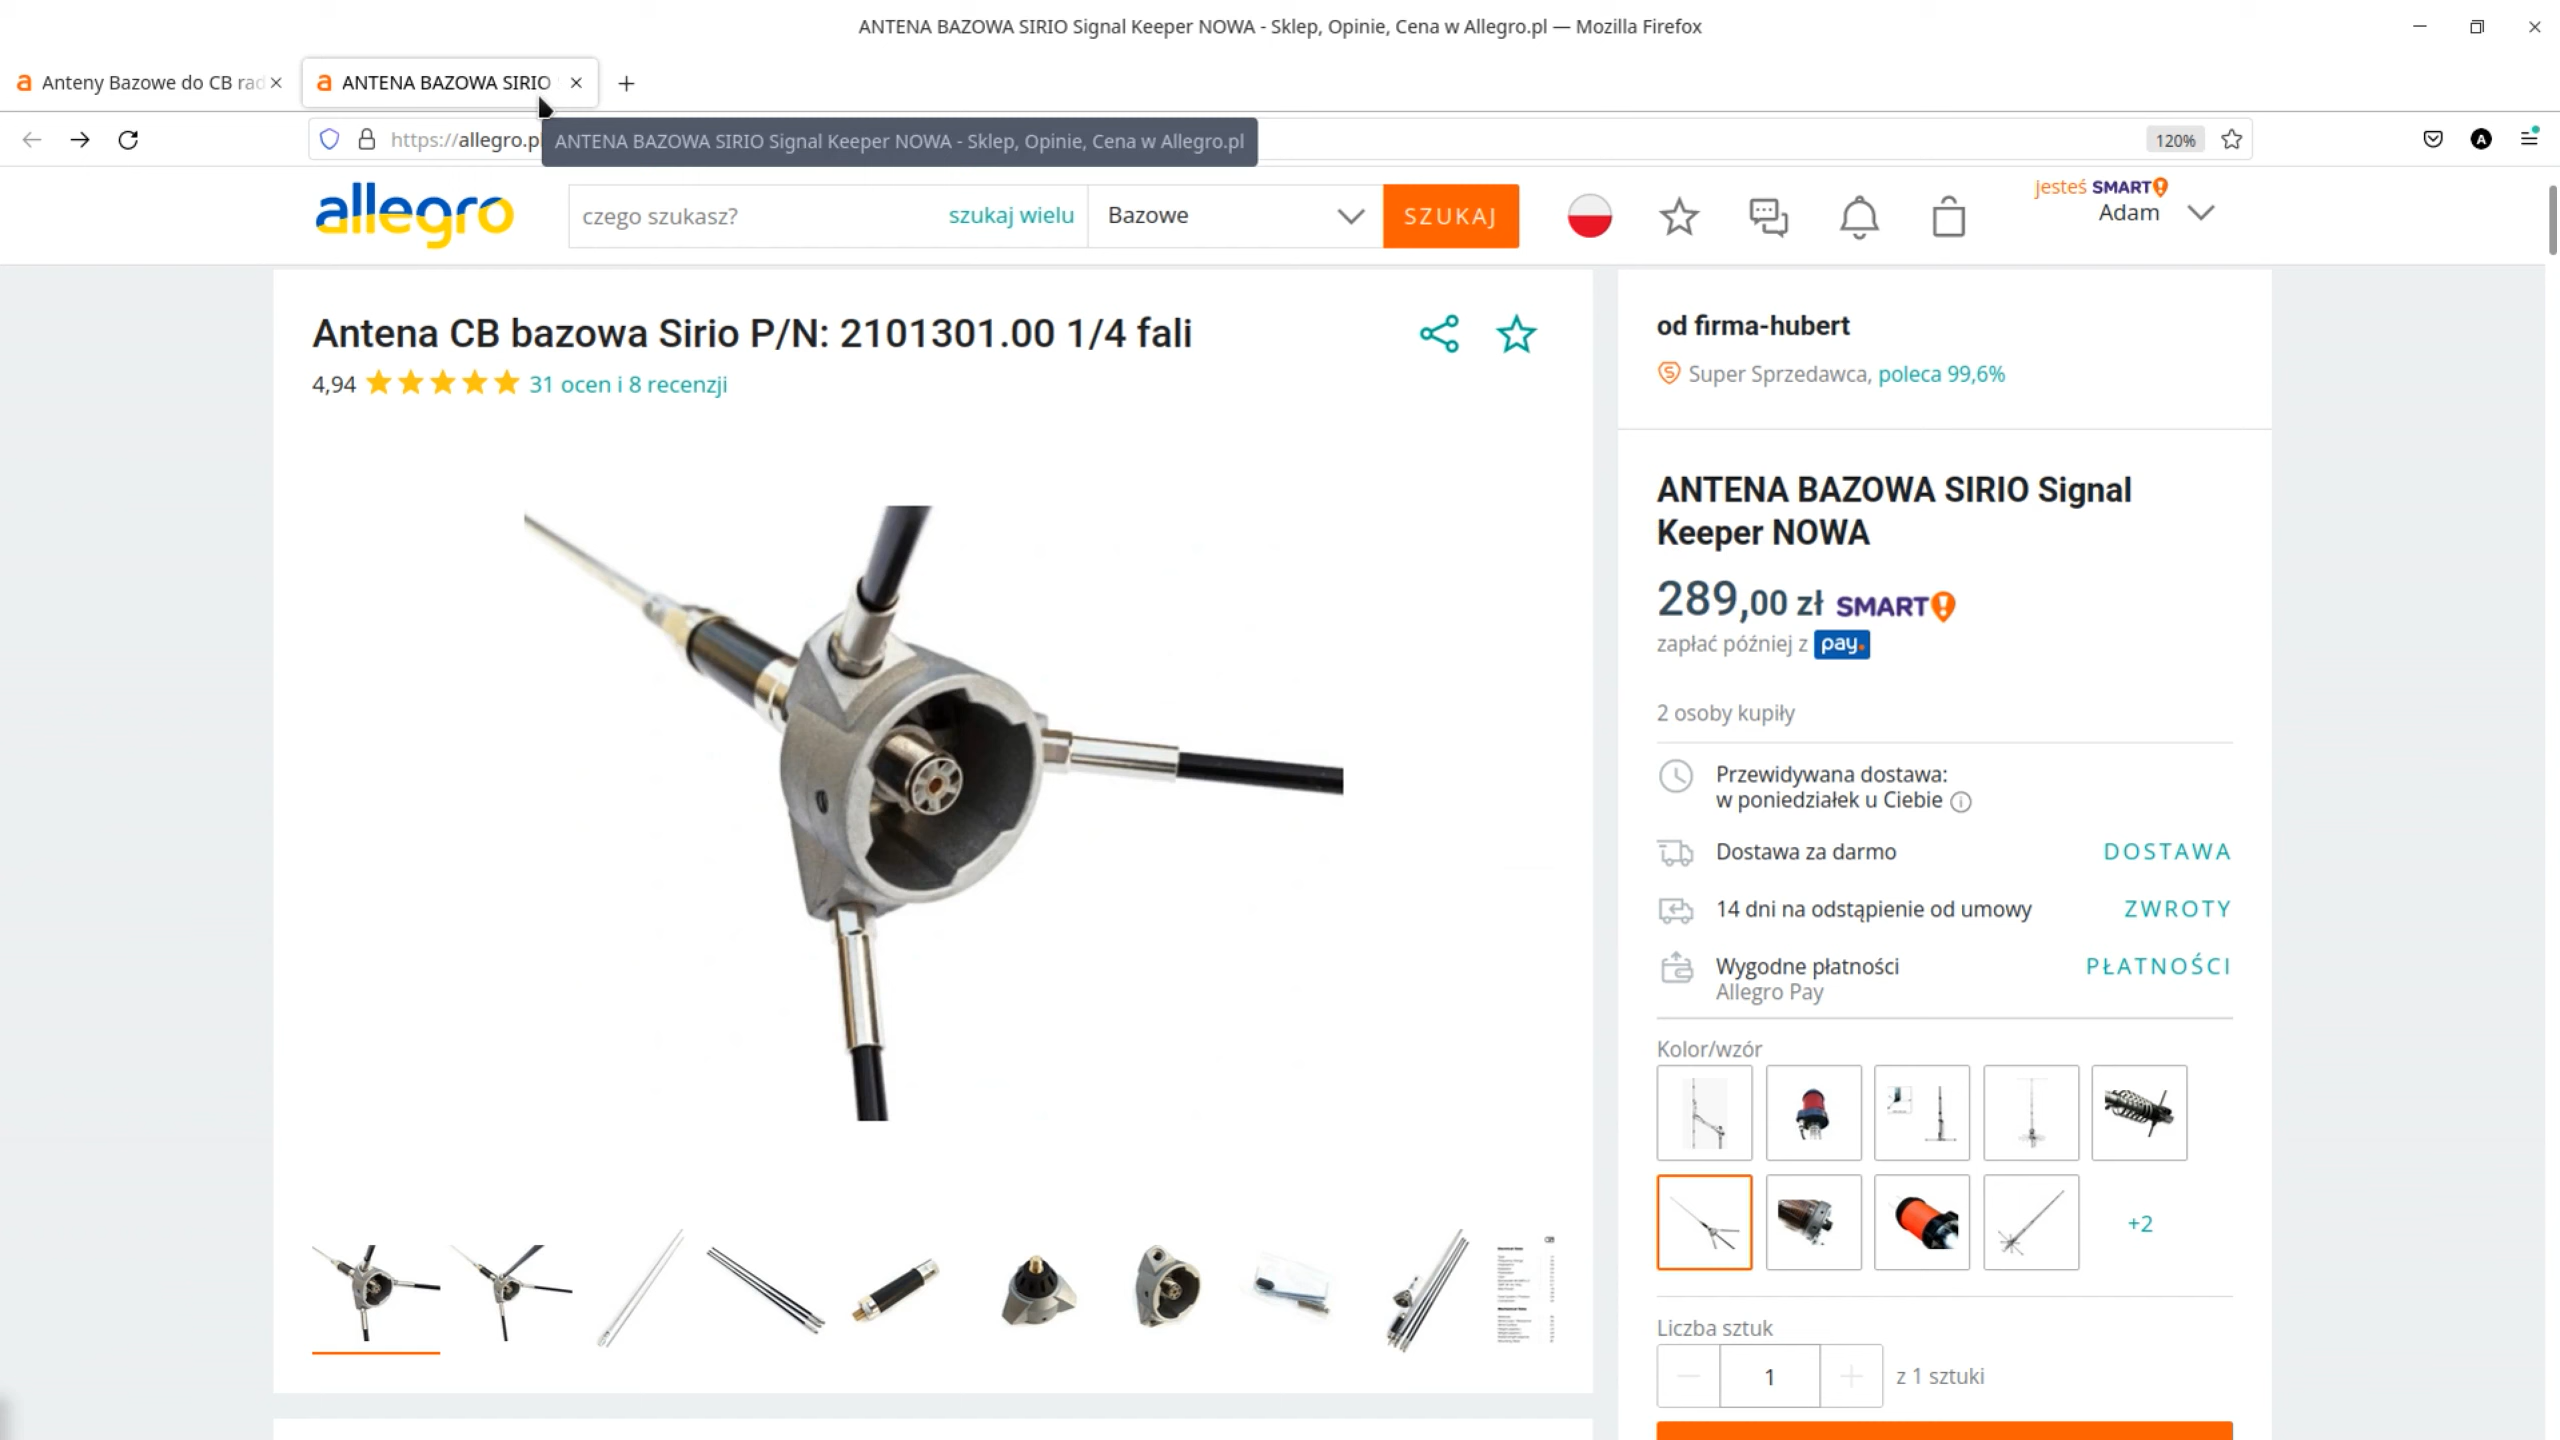 ANTENA BAZOWA SIRIO Signal Keeper NOWA - Sklep, Opinie, Cena w Allegro.pl — Mozilla Firefox
Anteny Bazowe do CB rad
ANTENA BAZOWA SIRIO
https://allegro.pl
ANTENA BAZOWA SIRIO Signal Keeper NOWA - Sklep, Opinie, Cena w Allegro.pl
120%
allegro
czego szukasz?
szukaj wielu
Bazowe
SZUKAJ
jesteś SMART!
Adam
Antena CB bazowa Sirio P/N: 2101301.00 1/4 fali
4,94
31 ocen i 8 recenzji
od firma-hubert
Super Sprzedawca, poleca 99,6%
ANTENA BAZOWA SIRIO Signal
Keeper NOWA
289,00 zł SMART!
zapłać później z pay.
2 osoby kupiły
Przewidywana dostawa:
w poniedziałek u Ciebie
Dostawa za darmo
DOSTAWA
14 dni na odstąpienie od umowy
ZWROTY
Wygodne płatności
PŁATNOŚCI
Allegro Pay
Kolor/wzór
+2
Liczba sztuk
1
z 1 sztuki